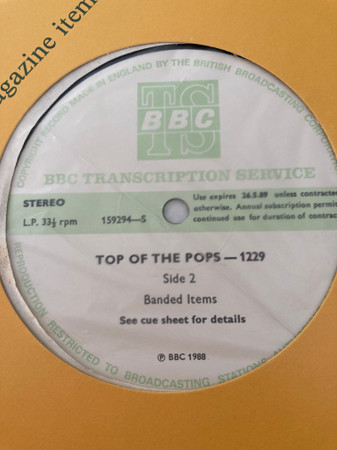 agazine item
COPYRIGHT RECORD MADE IN ENGLAND BY THE BRITISH BROADCASTING CORPORATION
TS
BBC
BBC TRANSCRIPTION SERVICE
STEREO
L.P. 33⅓ rpm
159294—S
Use expires 26.5.89 unless contracte
otherwise. Annual subscription permit
continued use for duration of contrac
TOP OF THE POPS — 1229
Side 2
Banded Items
See cue sheet for details
℗ BBC 1988
REPRODUCTION RESTRICTED TO BROADCASTING STATIONS